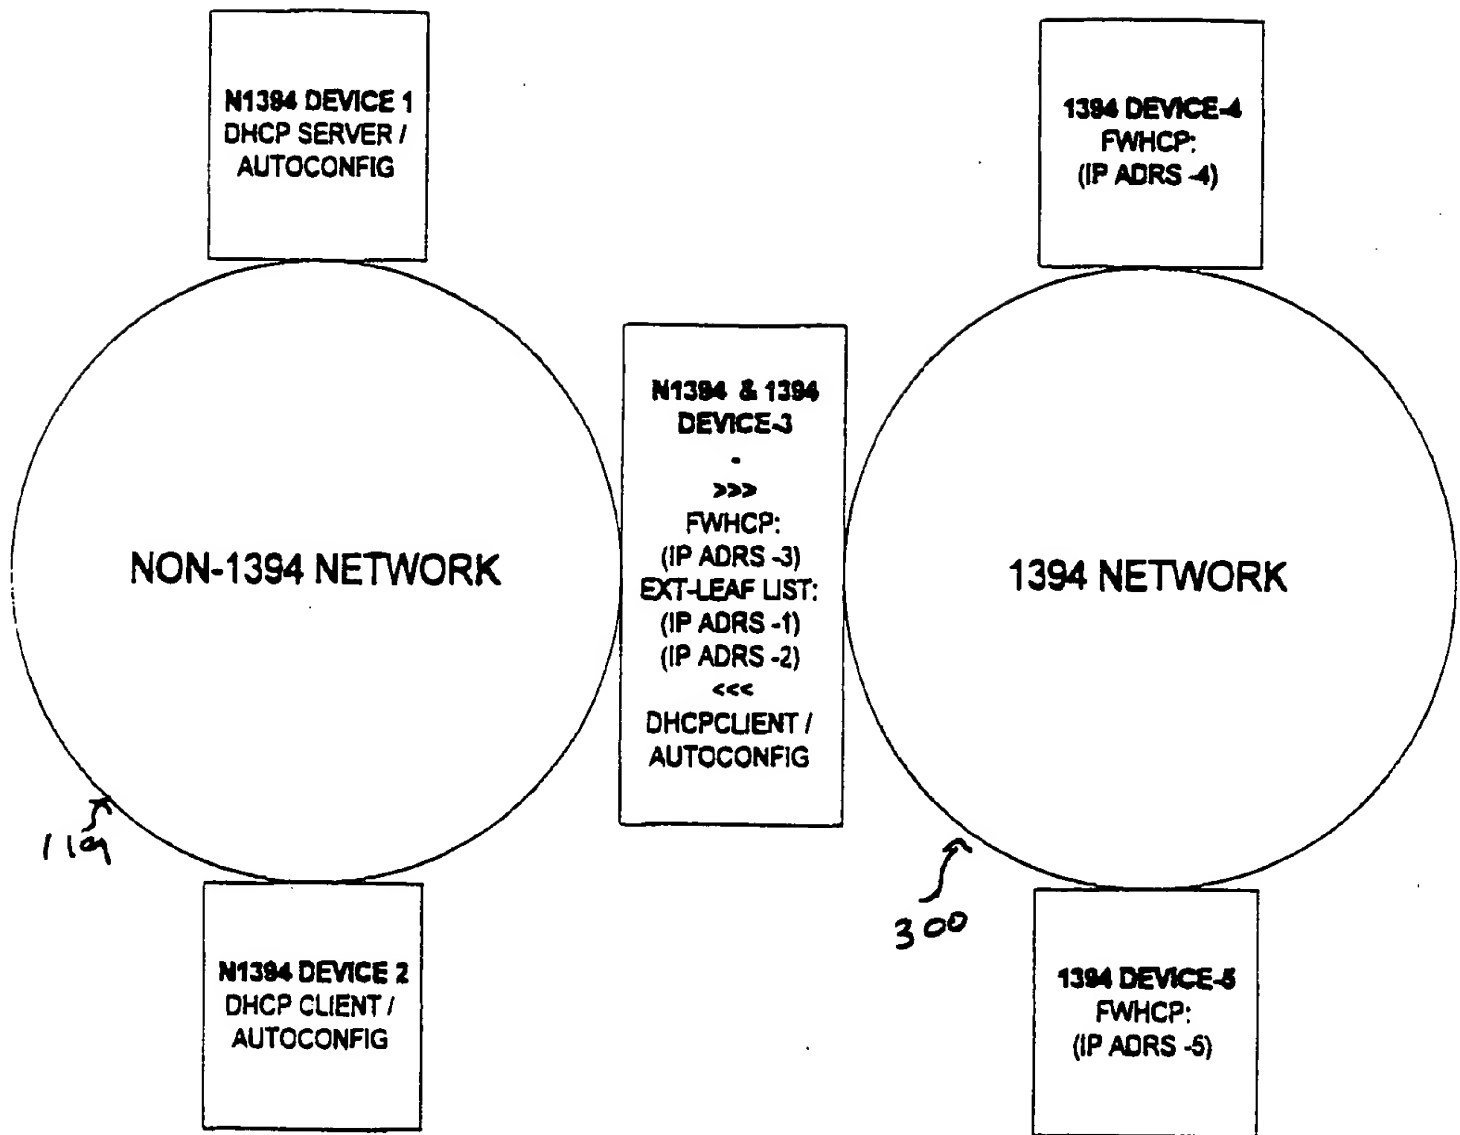 N1394 DEVICE 1
DHCP SERVER /
AUTOCONFIG
1394 DEVICE-4
FWHCP:
(IP ADRS -4)
N1394 & 1394
DEVICE-3
-
>>>
FWHCP:
(IP ADRS -3)
EXT-LEAF LIST:
(IP ADRS -1)
(IP ADRS -2)
<<<
DHCPCLIENT /
AUTOCONFIG
NON-1394 NETWORK
1394 NETWORK
119
300
N1394 DEVICE 2
DHCP CLIENT /
AUTOCONFIG
1394 DEVICE-5
FWHCP:
(IP ADRS -5)